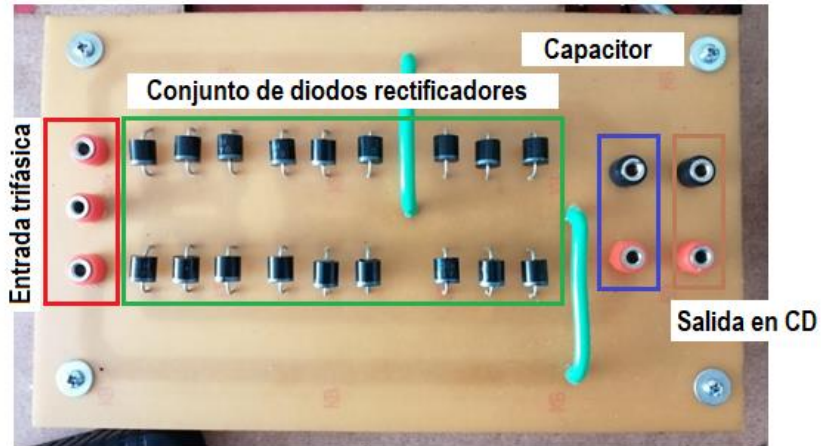 Capacitor
Conjunto de diodos rectificadores
Entrada trifásica
Salida en CD